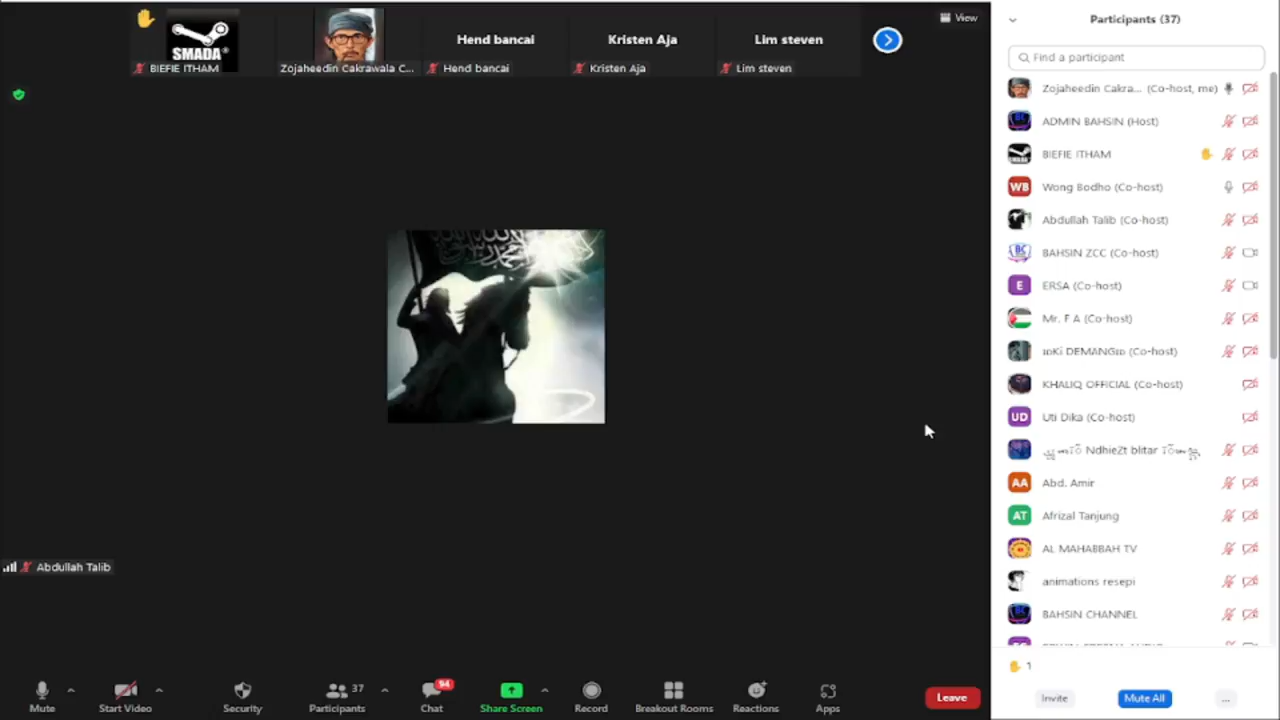 View
Participants (37)
SMADA®
BIEFIE ITHAM
Zojaheedin Cakrawala C...
Hend bancai
Hend bancai
Kristen Aja
Kristen Aja
Lim steven
Lim steven
Find a participant
Zojaheedin Cakra... (Co-host, me)
ADMIN BAHSIN (Host)
BIEFIE ITHAM
WB Wong Bodho (Co-host)
Abdullah Talib (Co-host)
BAHSIN ZCC (Co-host)
E ERSA (Co-host)
Mr. F A (Co-host)
KHALIQ OFFICIAL (Co-host)
UD Uti Dika (Co-host)
NdhieZt blitar
AA Abd. Amir
AT Afrizal Tanjung
AL MAHABBAH TV
animations resepi
BAHSIN CHANNEL
Abdullah Talib
1
Invite
Mute All
...
Mute
Start Video
Security
Participants
37
Chat
94
Share Screen
Record
Breakout Rooms
Reactions
Apps
Leave